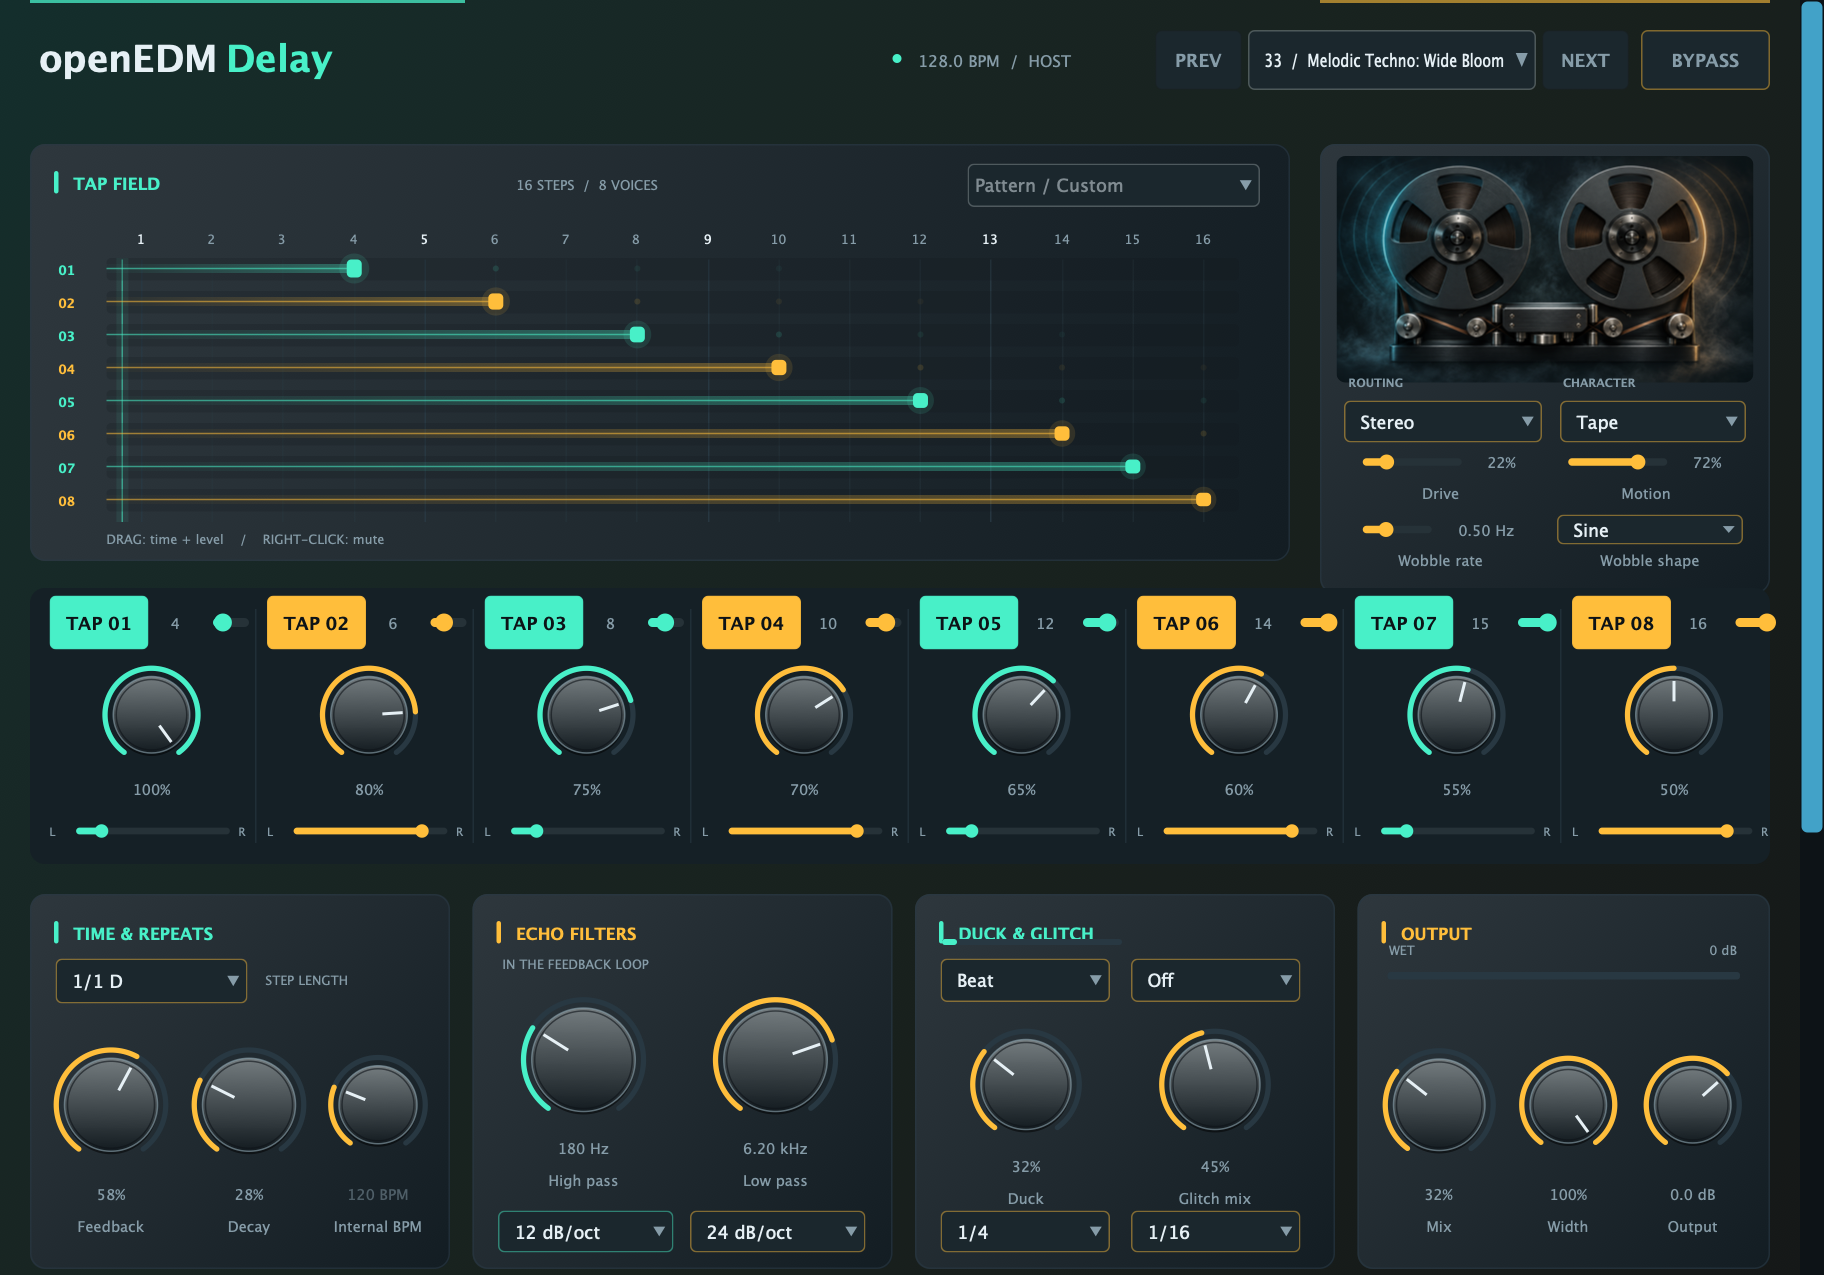 openEDM Delay
128.0 BPM / HOST
PREV
33 / Melodic Techno: Wide Bloom
NEXT
BYPASS
TAP FIELD
16 STEPS / 8 VOICES
Pattern / Custom
1 2 3 4 5 6 7 8 9 10 11 12 13 14 15 16
01
02
03
04
05
06
07
08
DRAG: time + level / RIGHT-CLICK: mute
ROUTING CHARACTER
Stereo Tape
22% 72%
Drive Motion
0.50 Hz Sine
Wobble rate Wobble shape
TAP 01 4 TAP 02 6 TAP 03 8 TAP 04 10 TAP 05 12 TAP 06 14 TAP 07 15 TAP 08 16
100% 80% 75% 70% 65% 60% 55% 50%
L R L R L R L R L R L R L R L R
TIME & REPEATS
1/1 D STEP LENGTH
58% 28% 120 BPM
Feedback Decay Internal BPM
ECHO FILTERS
IN THE FEEDBACK LOOP
180 Hz 6.20 kHz
High pass Low pass
12 dB/oct 24 dB/oct
DUCK & GLITCH
Beat Off
32% 45%
Duck Glitch mix
1/4 1/16
OUTPUT
WET 0 dB
32% 100% 0.0 dB
Mix Width Output